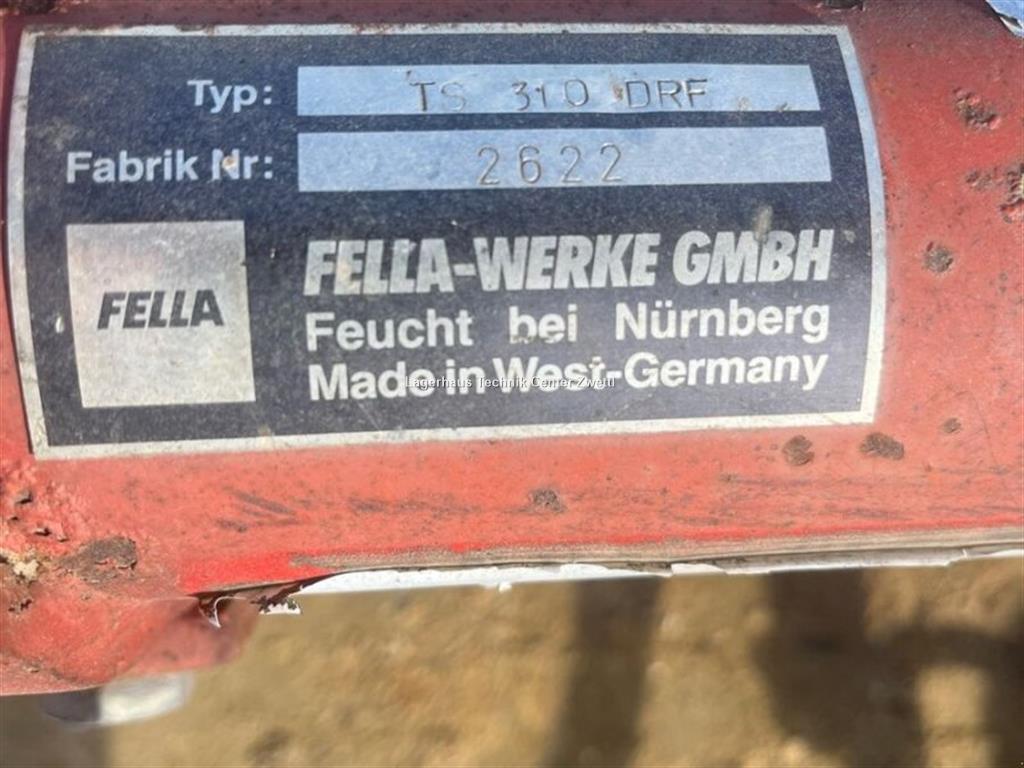 Typ: TS 310 DRF
Fabrik Nr: 2622
FELLA
FELLA-WERKE GMBH
Feucht bei Nürnberg
Made in West-Germany
Lagerhaus Technik Center Zwettl